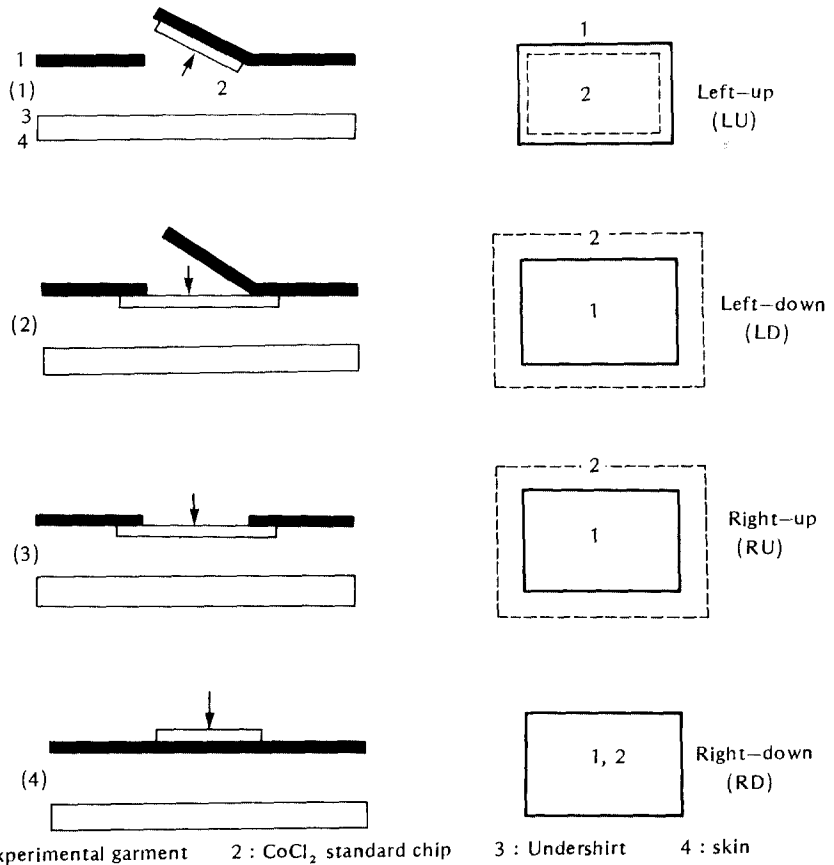 1
1
2
(1)
3
4
2
Left-up
(LU)
2
1
(2)
Left-down
(LD)
2
1
(3)
Right-up
(RU)
1, 2
(4)
Right-down
(RD)
xperimental garment 2 : CoCl₂ standard chip 3 : Undershirt 4 : skin